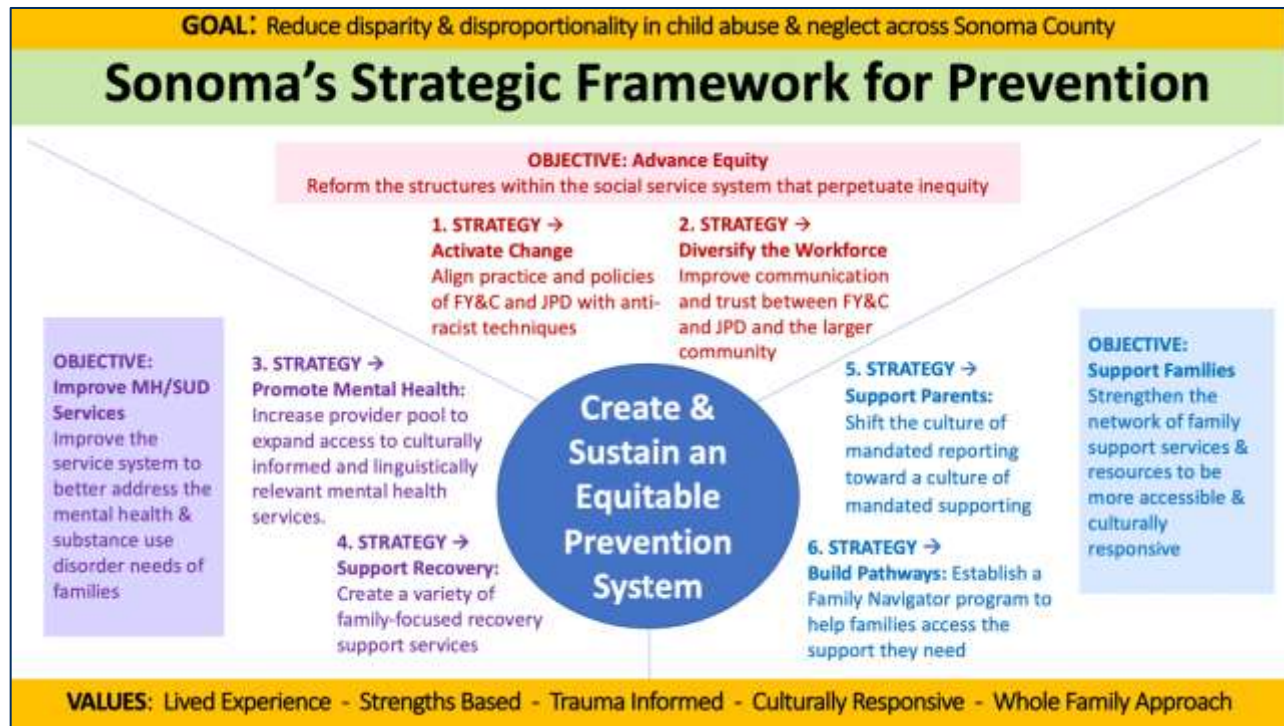 GOAL: Reduce disparity & disproportionality in child abuse & neglect across Sonoma County
Sonoma's Strategic Framework for Prevention
OBJECTIVE: Advance Equity
Reform the structures within the social service system that perpetuate inequity
1. STRATEGY →
Activate Change
Align practice and policies
of FY&C and JPD with anti-
racist techniques
2. STRATEGY →
Diversify the Workforce
Improve communication
and trust between FY&C
and JPD and the larger
community
OBJECTIVE:
Improve MH/SUD
Services
Improve the
service system to
better address the
mental health &
substance use
disorder needs of
families
3. STRATEGY →
Promote Mental Health:
Increase provider pool to
expand access to culturally
informed and linguistically
relevant mental health
services.
4. STRATEGY →
Support Recovery:
Create a variety of
family-focused recovery
support services
Create &
Sustain an
Equitable
Prevention
System
5. STRATEGY →
Support Parents:
Shift the culture of
mandated reporting
toward a culture of
mandated supporting
6. STRATEGY →
Build Pathways: Establish a
Family Navigator program to
help families access the
support they need
OBJECTIVE:
Support Families
Strengthen the
network of family
support services &
resources to be
more accessible &
culturally
responsive
VALUES: Lived Experience - Strengths Based - Trauma Informed - Culturally Responsive - Whole Family Approach